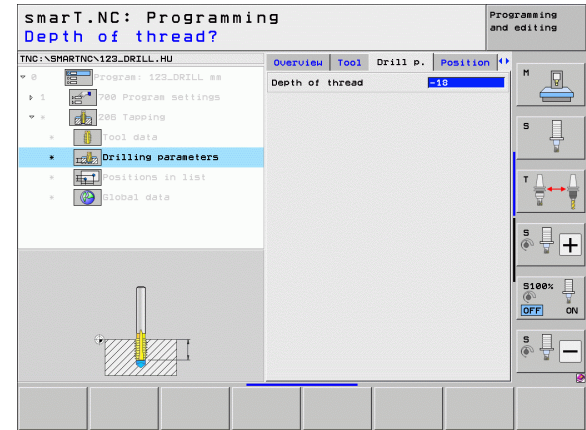 smarT.NC: Programming
Programming and editing
Depth of thread?
TNC:\SMARTNC\123_DRILL.HU
Overview Tool Drill p. Position
0 Program: 123_DRILL mm
Depth of thread -18
1 700 Program settings
* 206 Tapping
* Tool data
* Drilling parameters
* Positions in list
* Global data
M
S
T
S
+
S100%
OFF ON
S
-